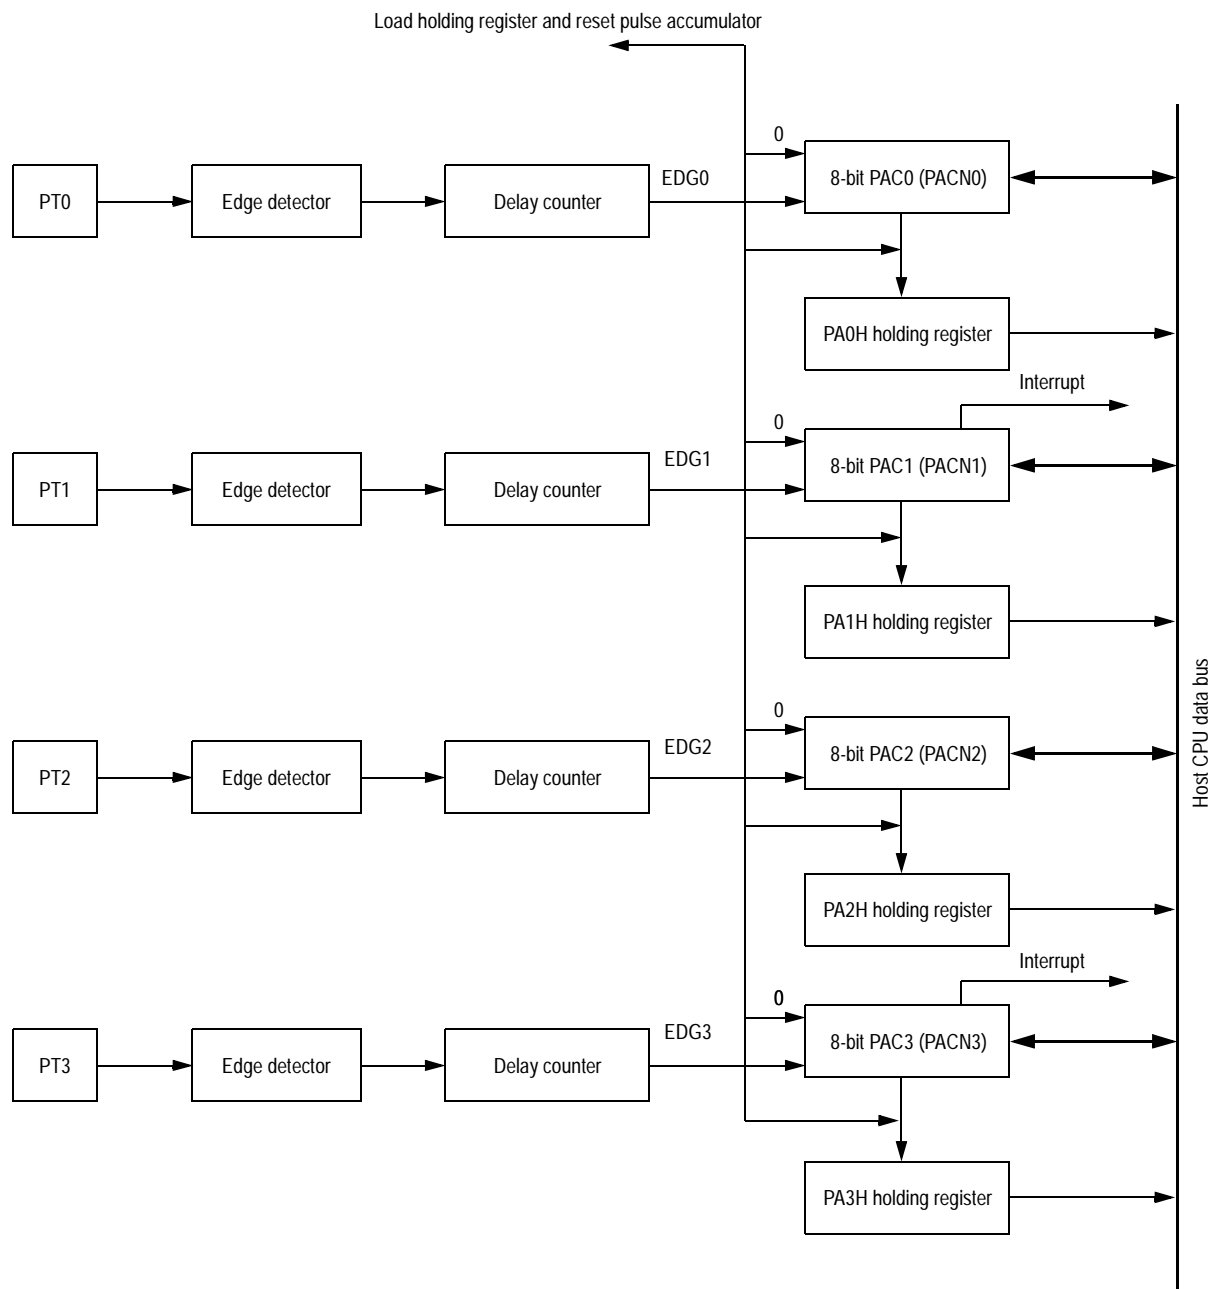 Load holding register and reset pulse accumulator
0
PT0
Edge detector
Delay counter
EDG0
8-bit PAC0 (PACN0)
PA0H holding register
Interrupt
0
PT1
Edge detector
Delay counter
EDG1
8-bit PAC1 (PACN1)
PA1H holding register
Host CPU data bus
0
PT2
Edge detector
Delay counter
EDG2
8-bit PAC2 (PACN2)
PA2H holding register
Interrupt
0
PT3
Edge detector
Delay counter
EDG3
8-bit PAC3 (PACN3)
PA3H holding register